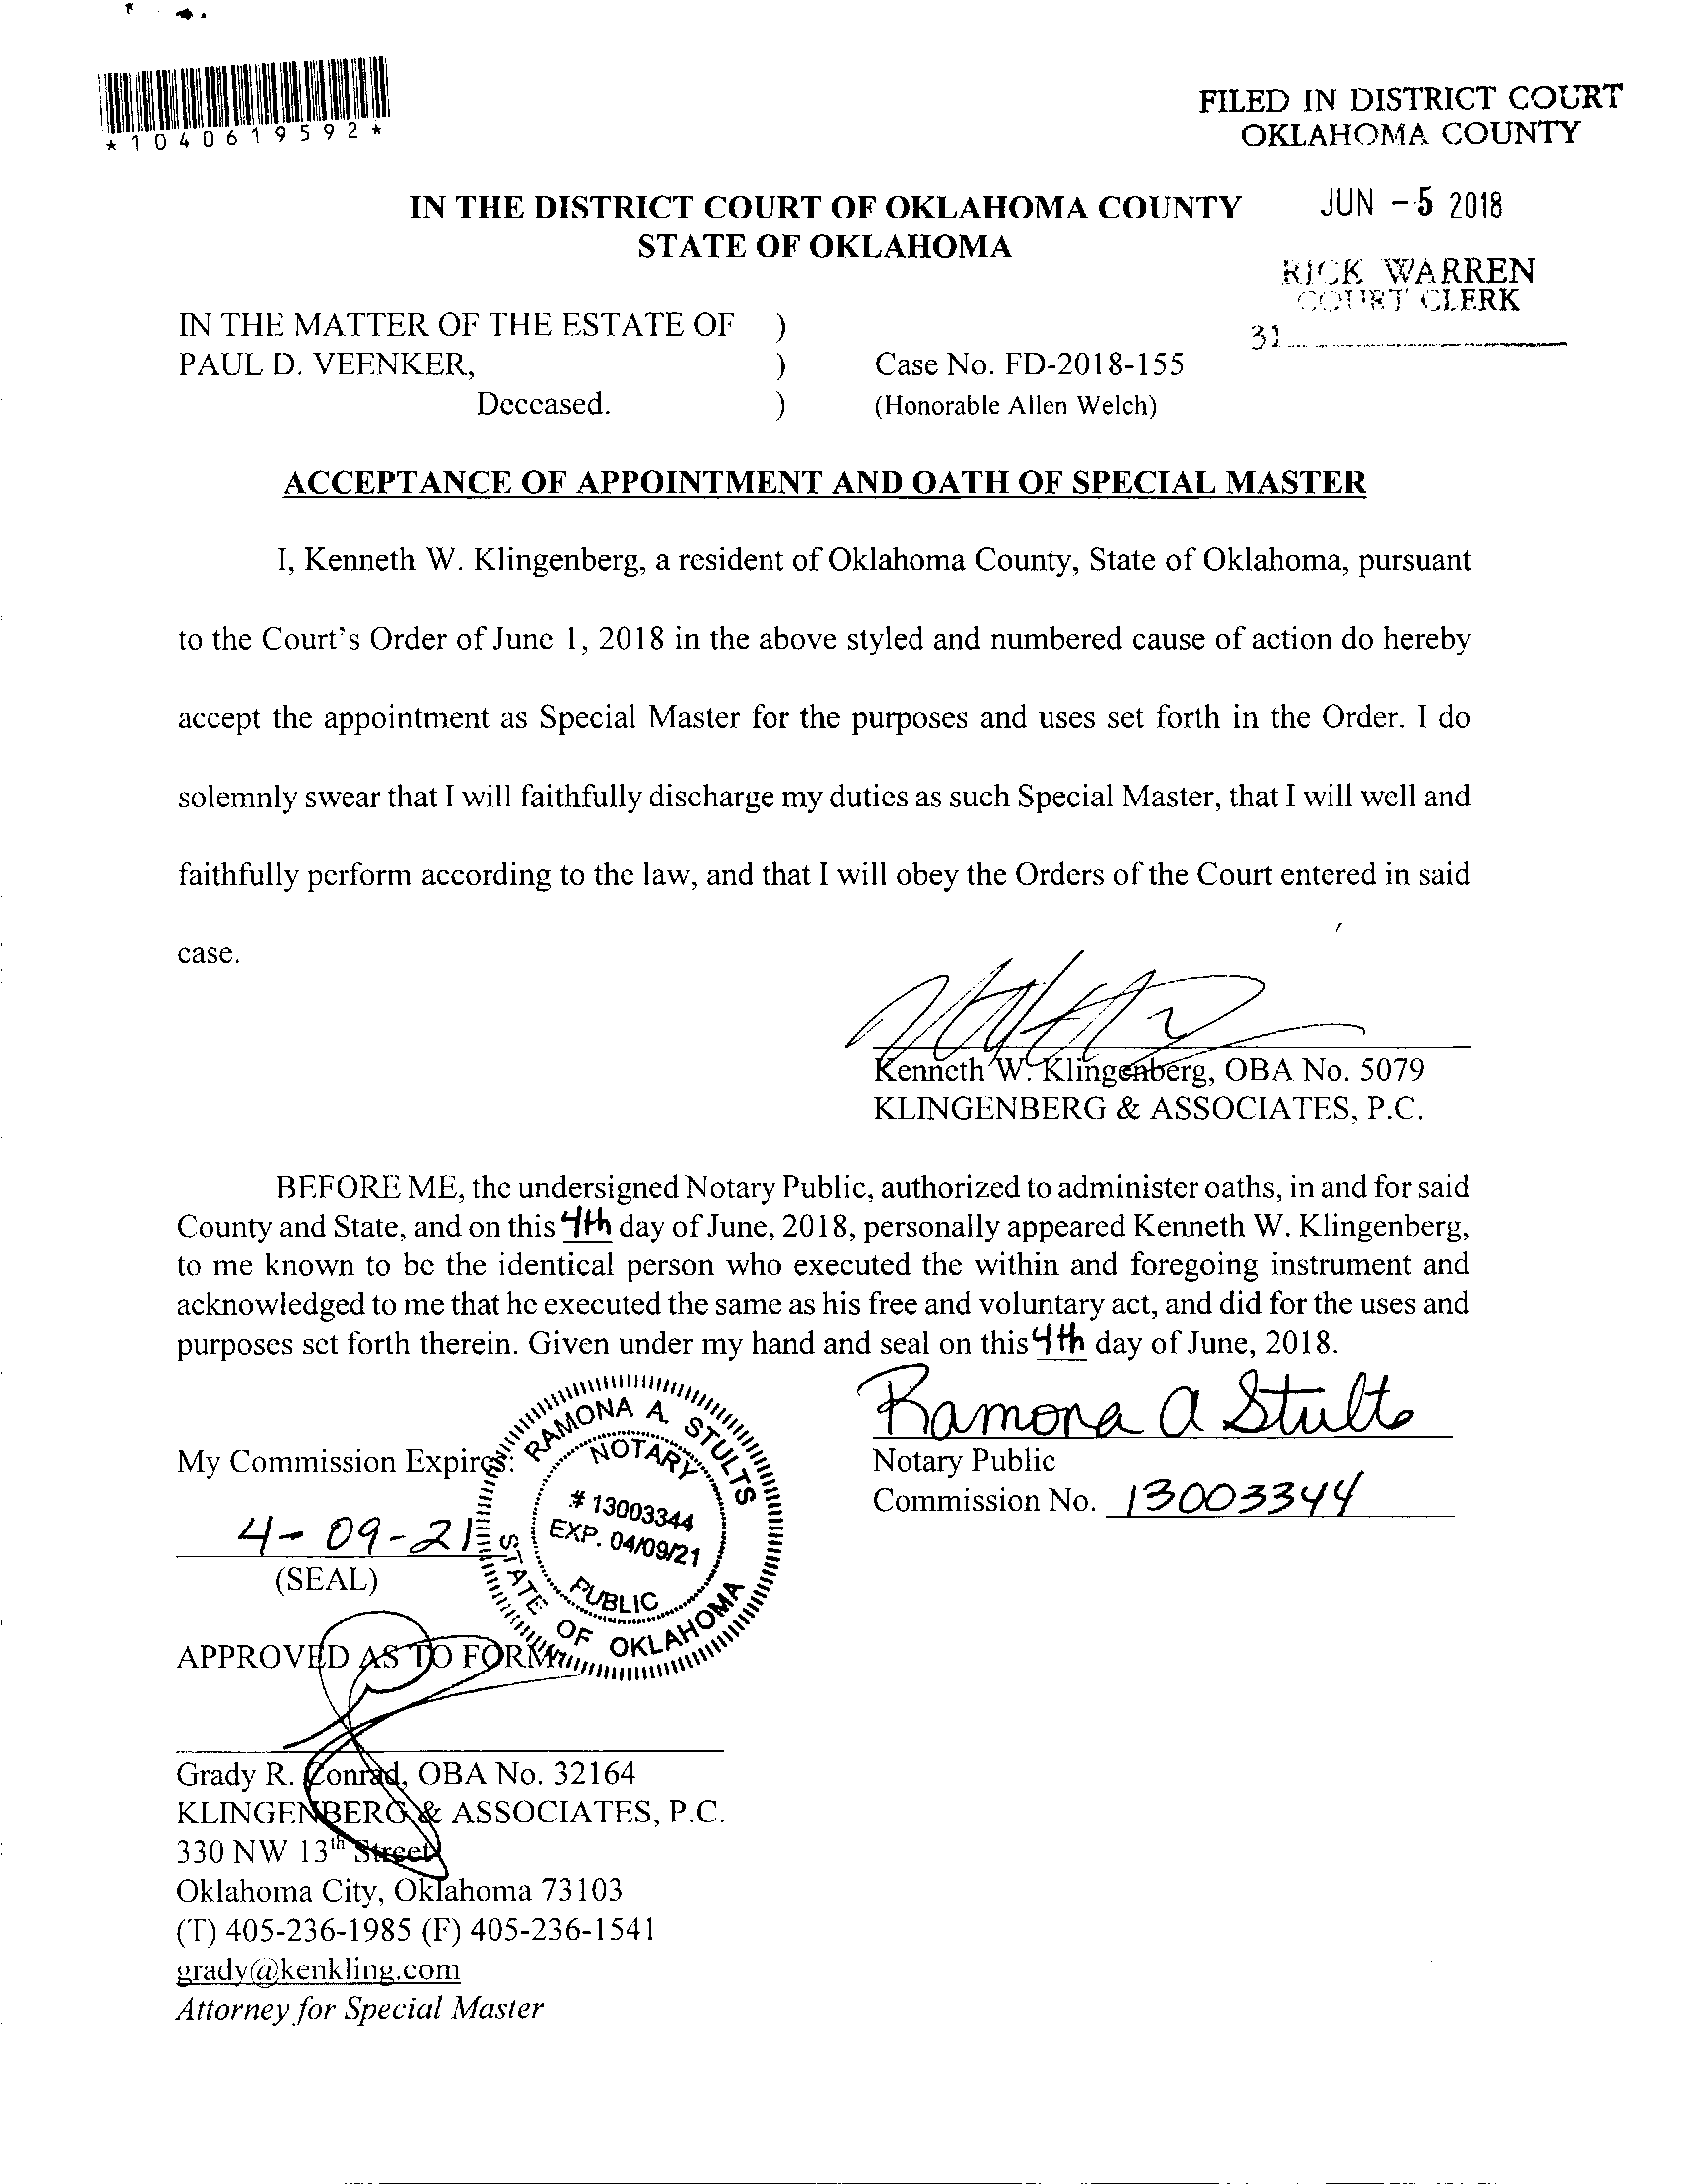 *1040619592*
FILED IN DISTRICT COURT
OKLAHOMA COUNTY
JUN -5 2018
RICK WARREN
COURT CLERK
31
IN THE DISTRICT COURT OF OKLAHOMA COUNTY
STATE OF OKLAHOMA
IN THE MATTER OF THE ESTATE OF )
PAUL D. VEENKER, ) Case No. FD-2018-155
Deceased. ) (Honorable Allen Welch)
ACCEPTANCE OF APPOINTMENT AND OATH OF SPECIAL MASTER
I, Kenneth W. Klingenberg, a resident of Oklahoma County, State of Oklahoma, pursuant
to the Court's Order of June 1, 2018 in the above styled and numbered cause of action do hereby
accept the appointment as Special Master for the purposes and uses set forth in the Order. I do
solemnly swear that I will faithfully discharge my duties as such Special Master, that I will well and
faithfully perform according to the law, and that I will obey the Orders of the Court entered in said
case.
Kenneth W. Klingenberg, OBA No. 5079
KLINGENBERG & ASSOCIATES, P.C.
BEFORE ME, the undersigned Notary Public, authorized to administer oaths, in and for said
County and State, and on this 4th day of June, 2018, personally appeared Kenneth W. Klingenberg,
to me known to be the identical person who executed the within and foregoing instrument and
acknowledged to me that he executed the same as his free and voluntary act, and did for the uses and
purposes set forth therein. Given under my hand and seal on this 4th day of June, 2018.
Ramona A Stults
Notary Public
Commission No. 13003344
My Commission Expires:
4-09-21
(SEAL)
RAMONA A. STULTS
NOTARY
# 13003344
EXP. 04/09/21
PUBLIC
STATE OF OKLAHOMA
APPROVED AS TO FORM:
Grady R. Conrad, OBA No. 32164
KLINGENBERG & ASSOCIATES, P.C.
330 NW 13th Street
Oklahoma City, Oklahoma 73103
(T) 405-236-1985 (F) 405-236-1541
grady@kenkling.com
Attorney for Special Master